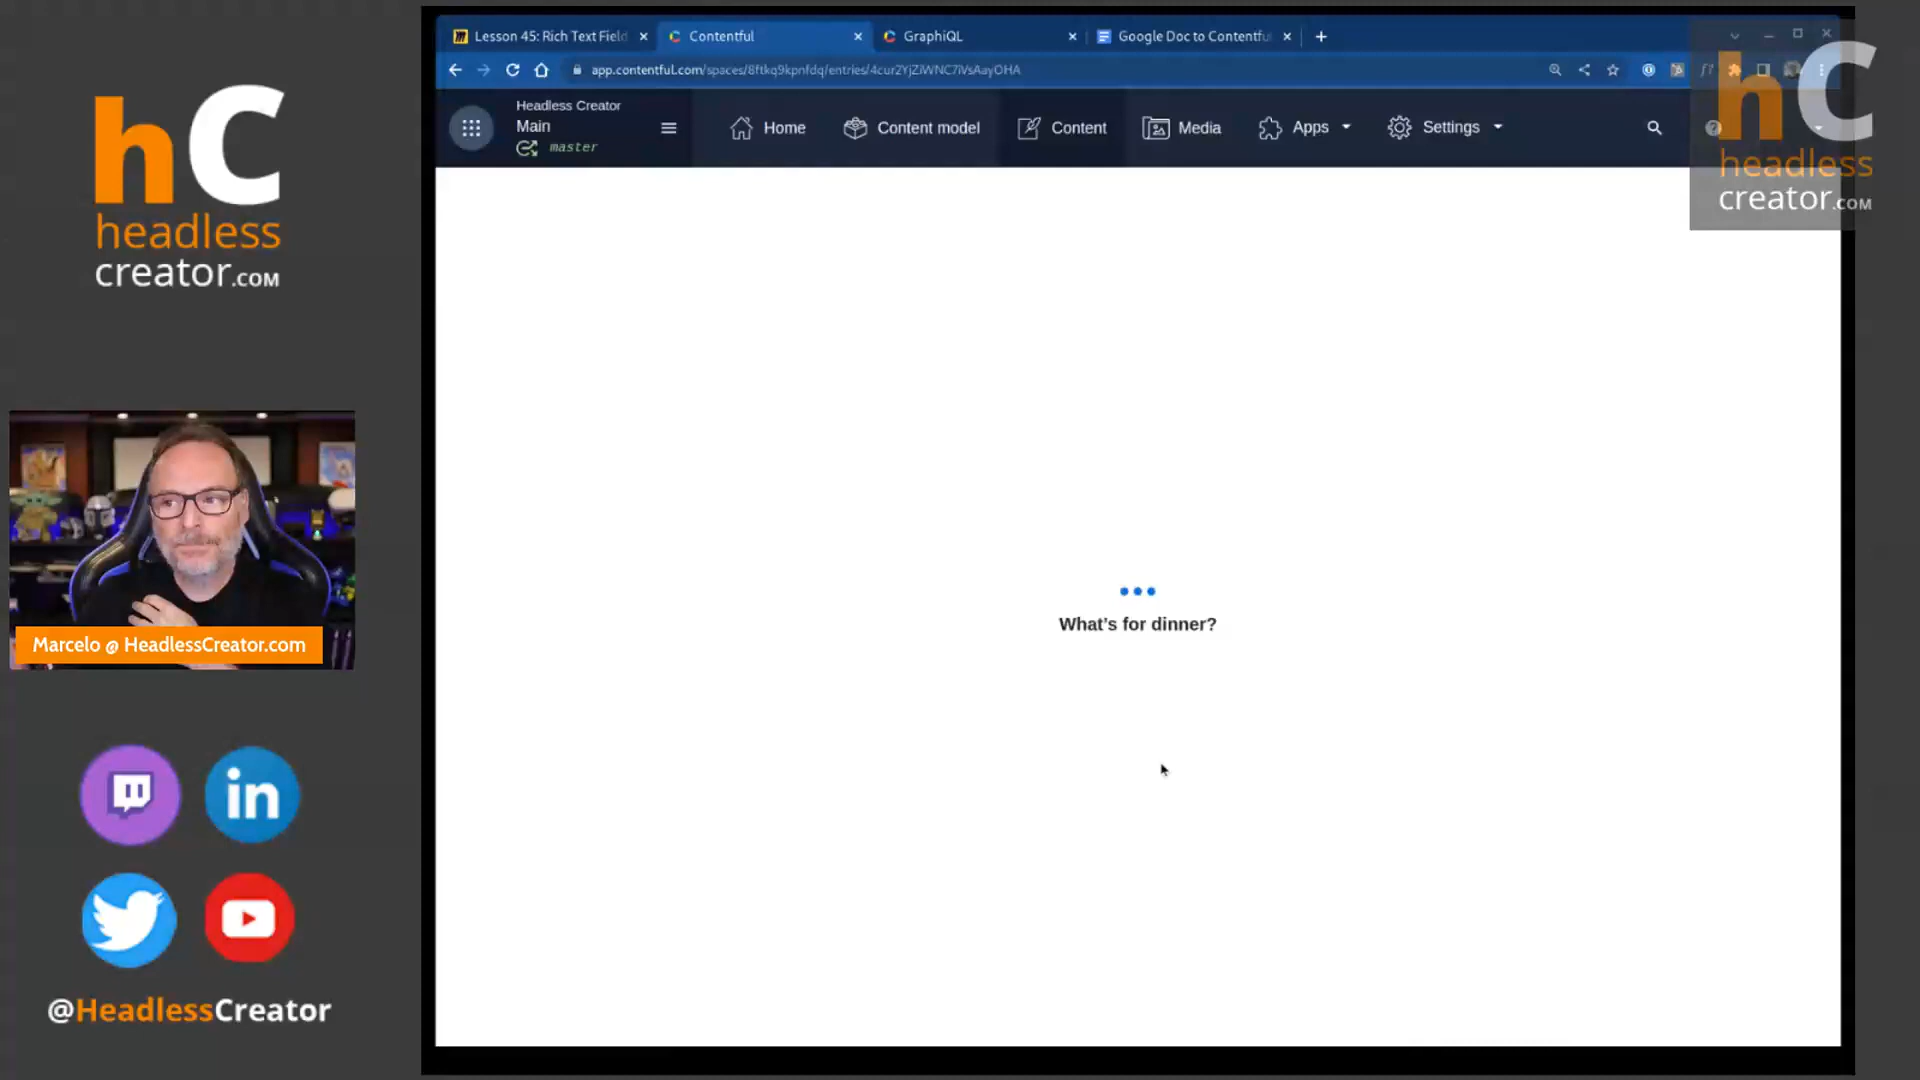 hC
headless
creator.COM
Marcelo @ HeadlessCreator.com
in
@HeadlessCreator
Lesson 45: Rich Text Field
Contentful
GraphiQL
Google Doc to Contentful
app.contentful.com/spaces/8ftkq9kpnfdq/entries/4cur2YjZiWNC7iVsAayOHA
Headless Creator
Main
master
Home
Content model
Content
Media
Apps
Settings
hC
headless
creator.COM
What's for dinner?